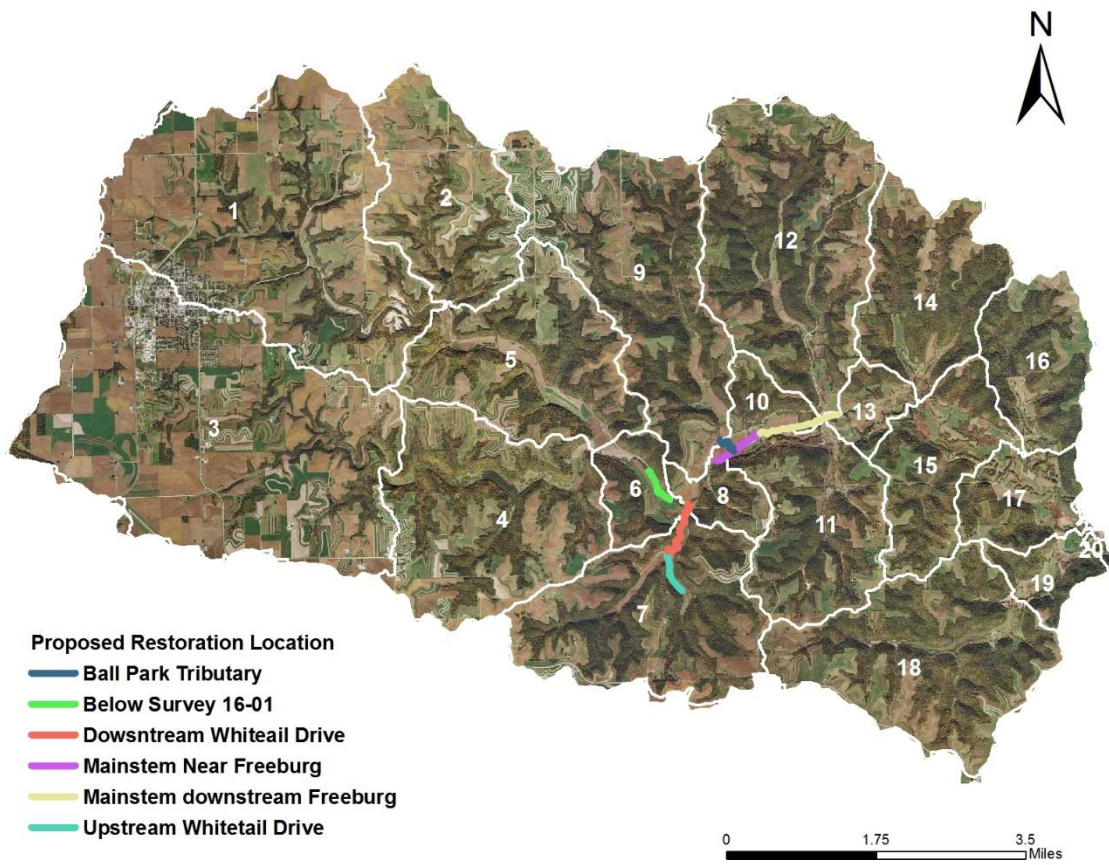 N
1
2
12
9
14
16
5
10
13
3
15
6
8
17
4
11
20
19
7
18
Proposed Restoration Location
Ball Park Tributary
Below Survey 16-01
Dowsntream Whiteail Drive
Mainstem Near Freeburg
Mainstem downstream Freeburg
Upstream Whitetail Drive
0 1.75 3.5
Miles